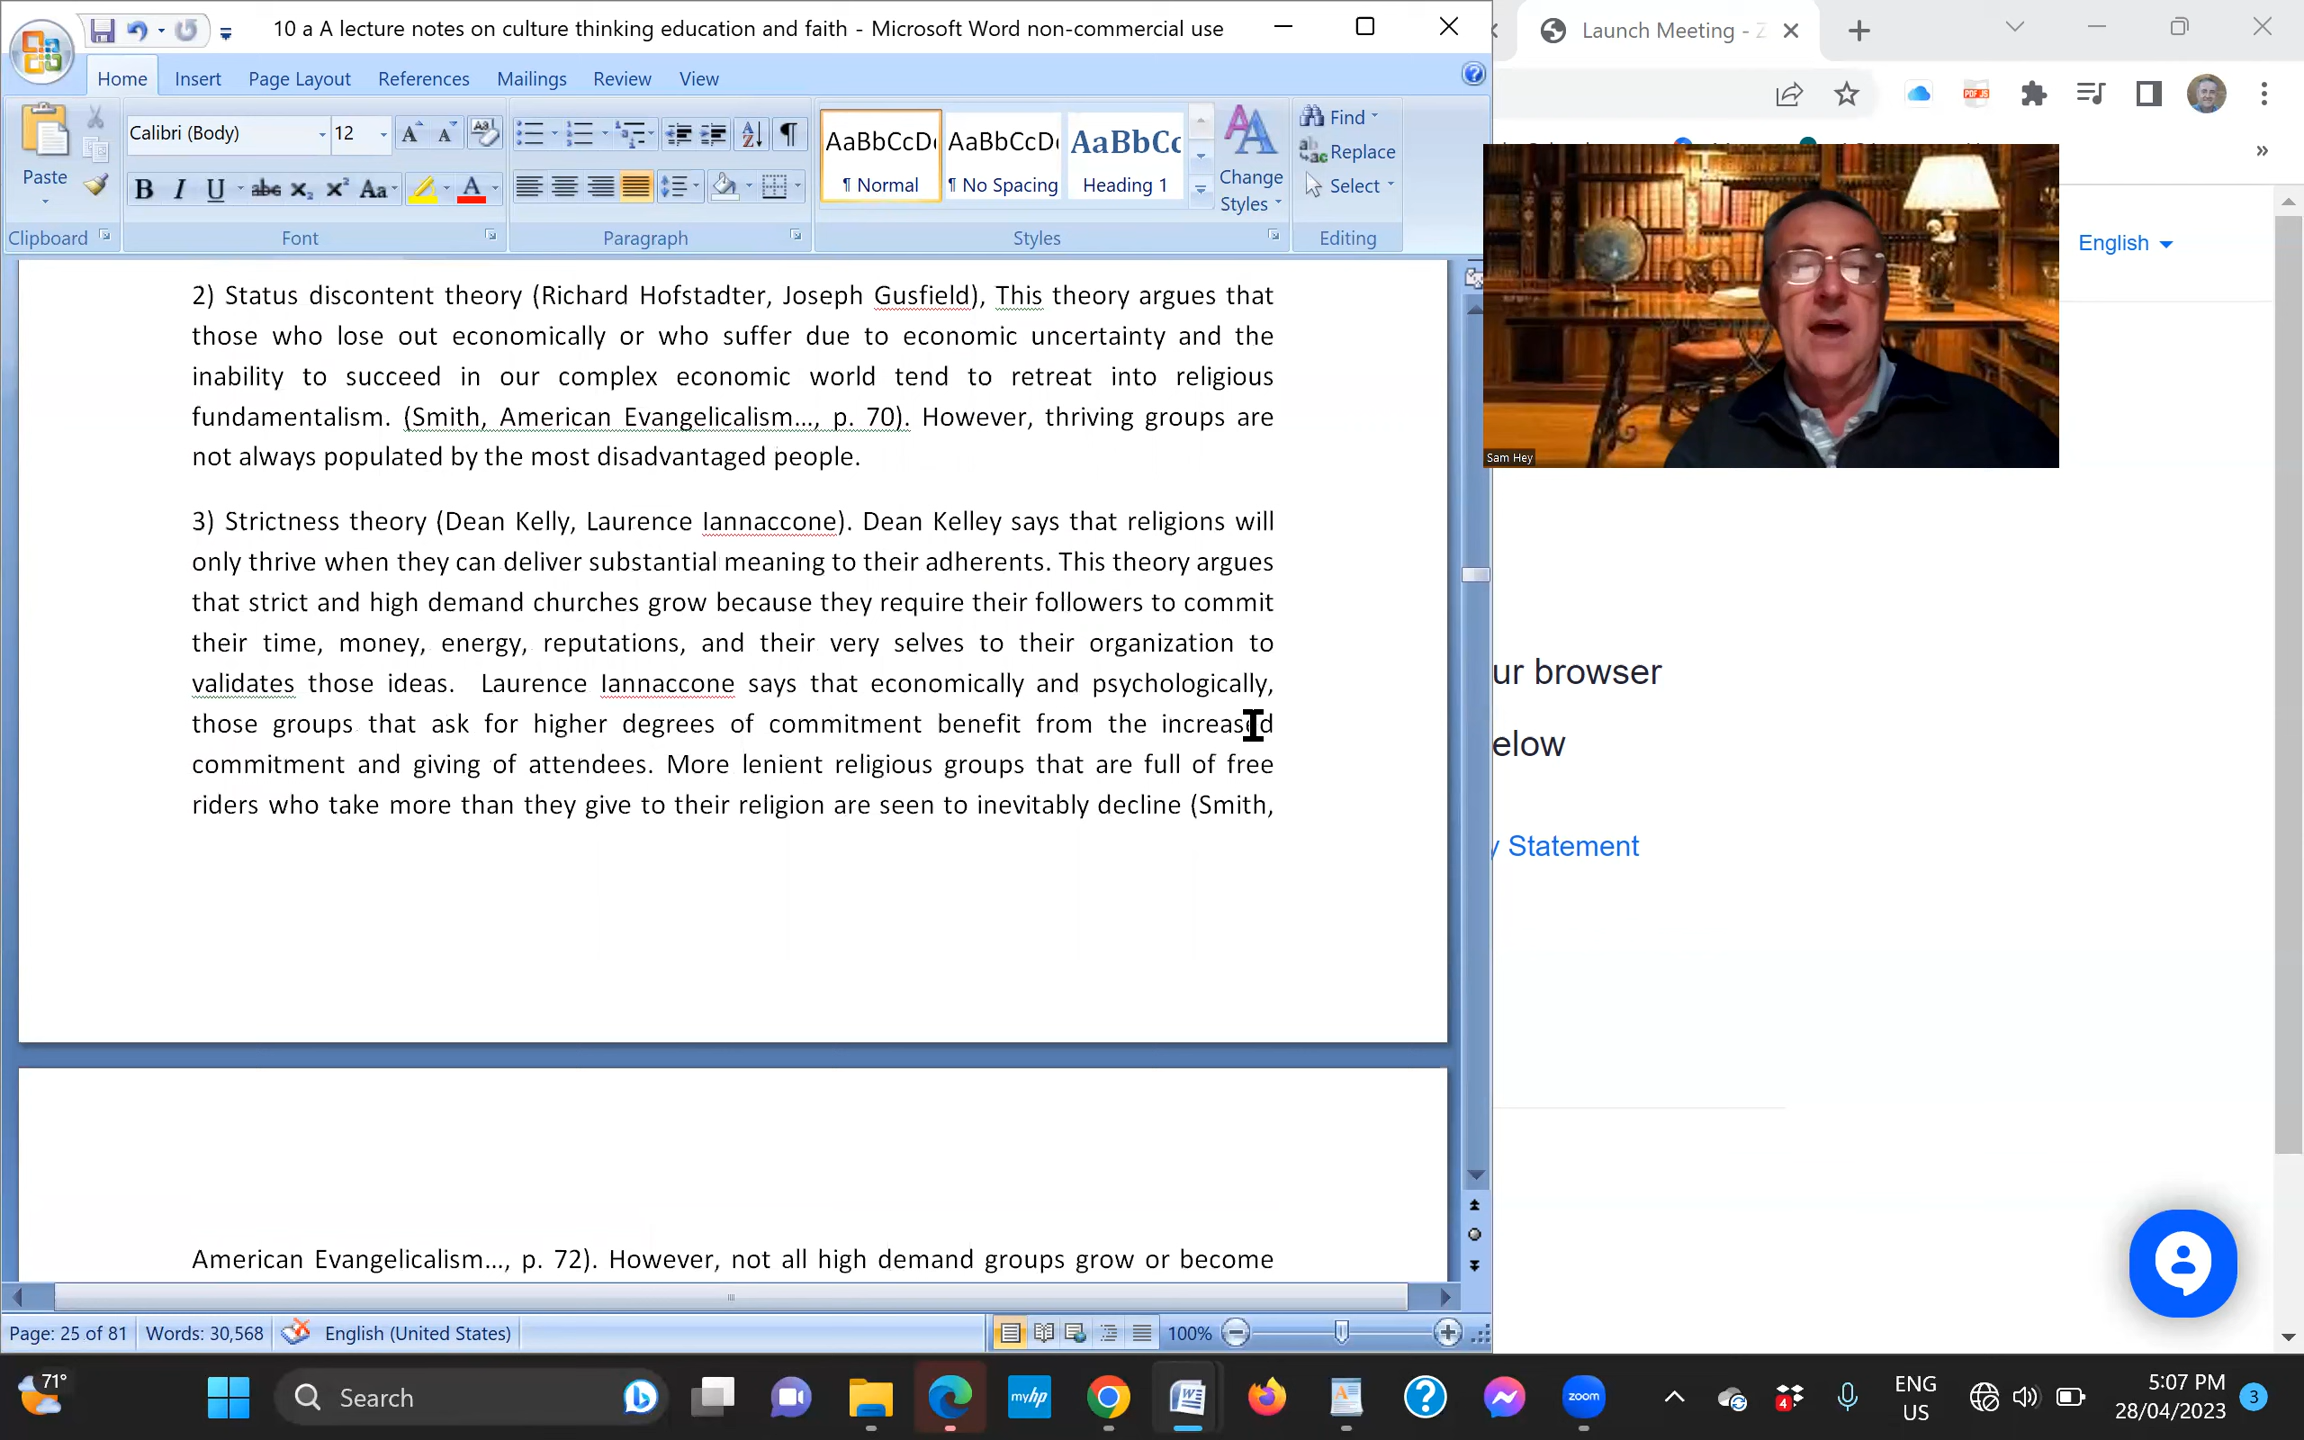 10 a A lecture notes on culture thinking education and faith - Microsoft Word non-commercial use
Launch Meeting - Z
Home Insert Page Layout References Mailings Review View
Paste
Clipboard
Calibri (Body) 12
Font
Paragraph
AaBbCcD AaBbCcD AaBbCc
¶ Normal ¶ No Spacing Heading 1
Change
Styles
Styles
Find
Replace
Select
Editing
English
Sam Hey
2) Status discontent theory (Richard Hofstadter, Joseph Gusfield), This theory argues that
those who lose out economically or who suffer due to economic uncertainty and the
inability to succeed in our complex economic world tend to retreat into religious
fundamentalism. (Smith, American Evangelicalism..., p. 70). However, thriving groups are
not always populated by the most disadvantaged people.
3) Strictness theory (Dean Kelly, Laurence Iannaccone). Dean Kelley says that religions will
only thrive when they can deliver substantial meaning to their adherents. This theory argues
that strict and high demand churches grow because they require their followers to commit
their time, money, energy, reputations, and their very selves to their organization to
validates those ideas. Laurence Iannaccone says that economically and psychologically,
those groups that ask for higher degrees of commitment benefit from the increased
commitment and giving of attendees. More lenient religious groups that are full of free
riders who take more than they give to their religion are seen to inevitably decline (Smith,
American Evangelicalism..., p. 72). However, not all high demand groups grow or become
ur browser
elow
y Statement
Page: 25 of 81 Words: 30,568 English (United States) 100%
71°
Search
myhp
zoom
4
ENG
US
5:07 PM
28/04/2023
3